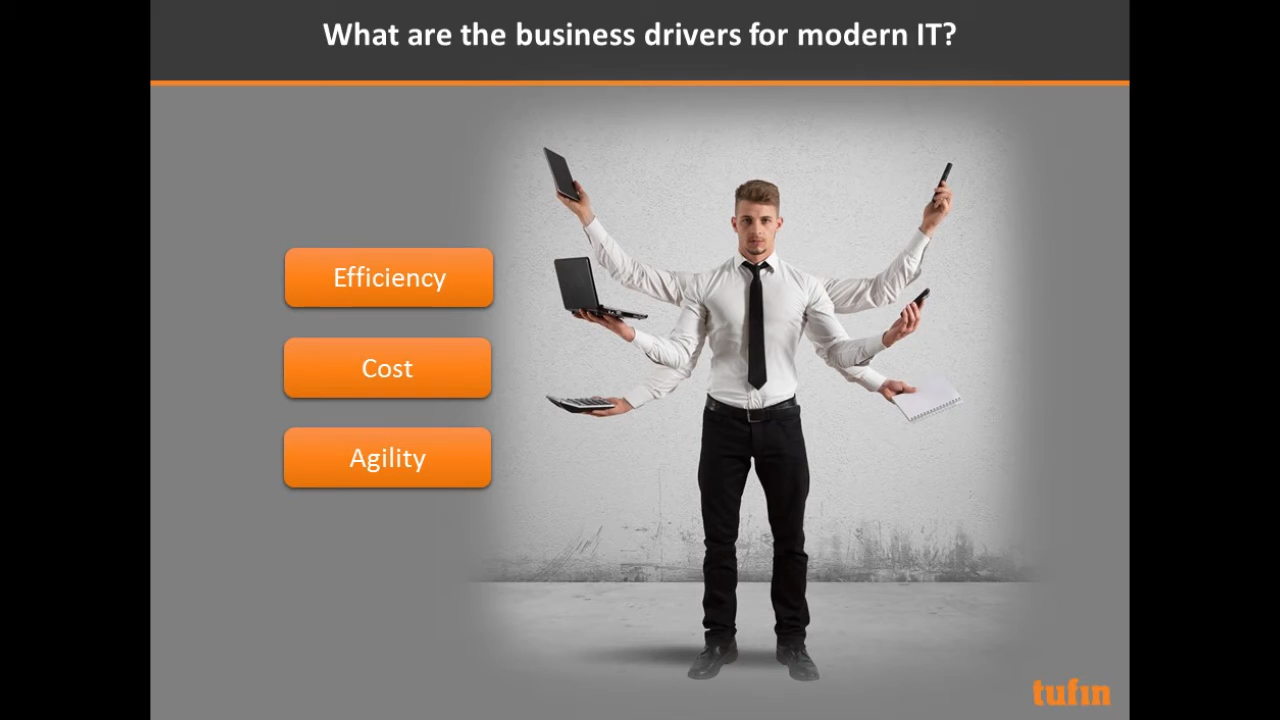 What are the business drivers for modern IT?
Efficiency
Cost
Agility
tufin